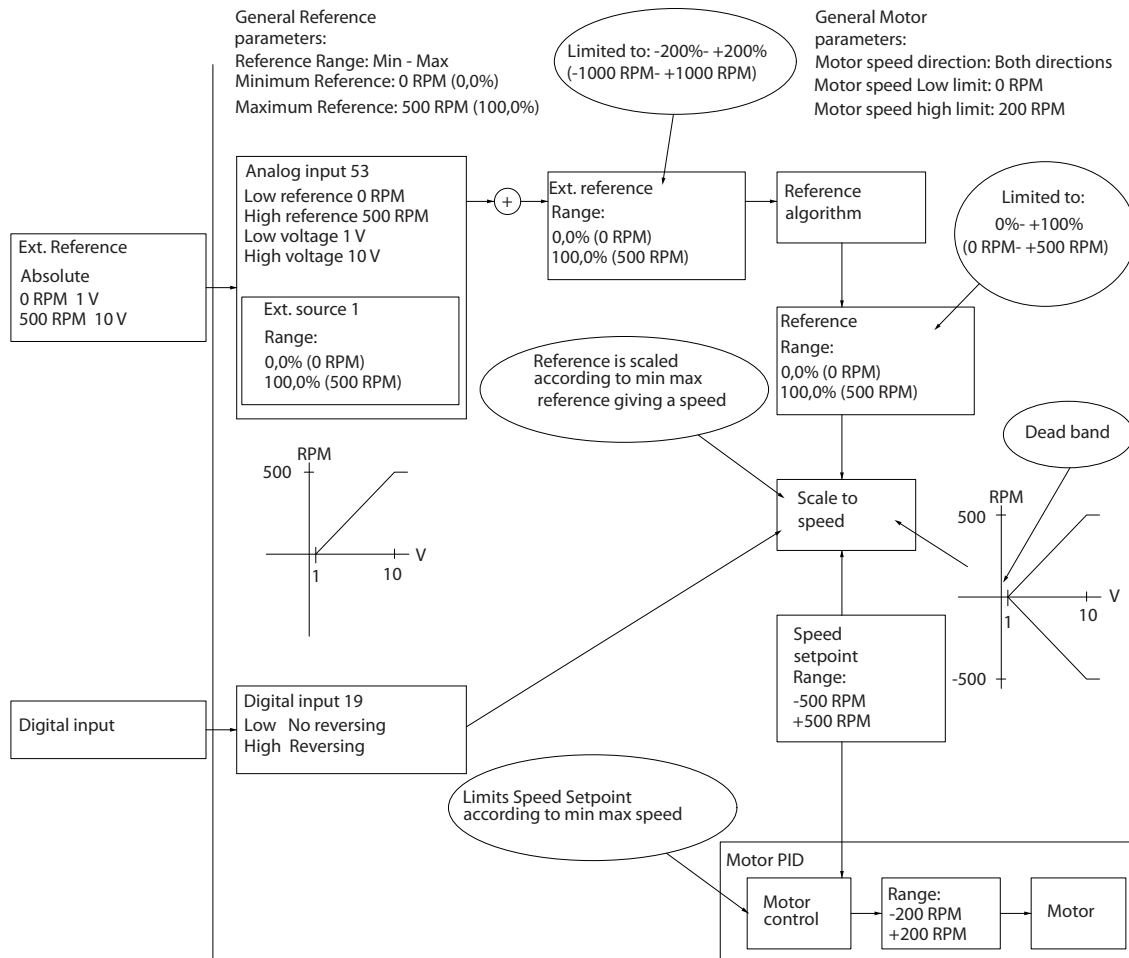 General Reference
parameters:
Reference Range: Min - Max
Minimum Reference: 0 RPM (0,0%)
Maximum Reference: 500 RPM (100,0%)
Limited to: -200%- +200%
(-1000 RPM- +1000 RPM)
General Motor
parameters:
Motor speed direction: Both directions
Motor speed Low limit: 0 RPM
Motor speed high limit: 200 RPM
Ext. Reference
Absolute
0 RPM 1 V
500 RPM 10 V
Analog input 53
Low reference 0 RPM
High reference 500 RPM
Low voltage 1 V
High voltage 10 V
Ext. source 1
Range:
0,0% (0 RPM)
100,0% (500 RPM)
+
Ext. reference
Range:
0,0% (0 RPM)
100,0% (500 RPM)
Reference
algorithm
Limited to:
0%- +100%
(0 RPM- +500 RPM)
Reference
Range:
0,0% (0 RPM)
100,0% (500 RPM)
Reference is scaled
according to min max
reference giving a speed
Dead band
RPM
500
1
10
V
Scale to
speed
RPM
500
V
1
10
-500
Speed
setpoint
Range:
-500 RPM
+500 RPM
Digital input
Digital input 19
Low No reversing
High Reversing
Limits Speed Setpoint
according to min max speed
Motor PID
Motor
control
Range:
-200 RPM
+200 RPM
Motor